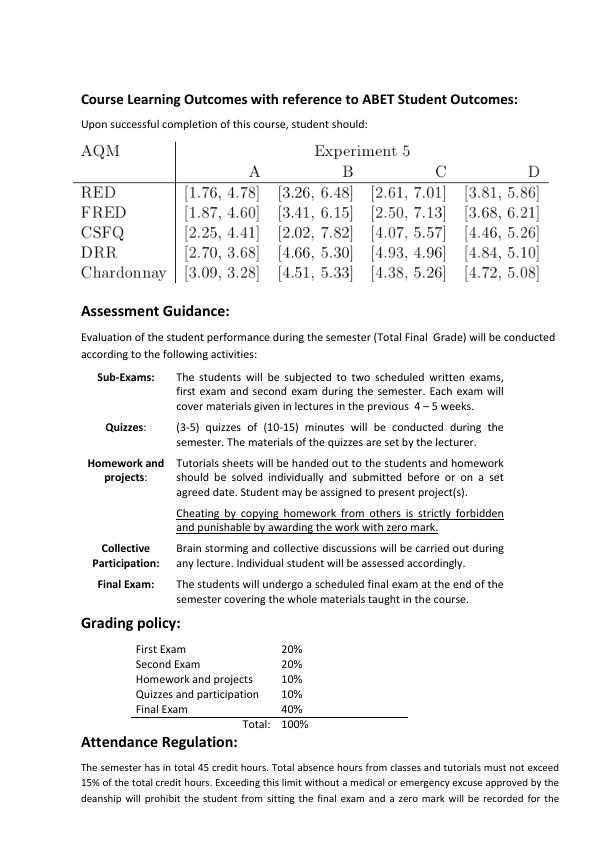 Course Learning Outcomes with reference to ABET Student Outcomes:
Upon successful completion of this course, student should:
AQM Experiment 5
A B C D
RED [1.76, 4.78] [3.26, 6.48] [2.61, 7.01] [3.81, 5.86]
FRED [1.87, 4.60] [3.41, 6.15] [2.50, 7.13] [3.68, 6.21]
CSFQ [2.25, 4.41] [2.02, 7.82] [4.07, 5.57] [4.46, 5.26]
DRR [2.70, 3.68] [4.66, 5.30] [4.93, 4.96] [4.84, 5.10]
Chardonnay [3.09, 3.28] [4.51, 5.33] [4.38, 5.26] [4.72, 5.08]
Assessment Guidance:
Evaluation of the student performance during the semester (Total Final Grade) will be conducted
according to the following activities:
Sub-Exams: The students will be subjected to two scheduled written exams,
first exam and second exam during the semester. Each exam will
cover materials given in lectures in the previous 4 – 5 weeks.
Quizzes: (3-5) quizzes of (10-15) minutes will be conducted during the
semester. The materials of the quizzes are set by the lecturer.
Homework and Tutorials sheets will be handed out to the students and homework
projects: should be solved individually and submitted before or on a set
agreed date. Student may be assigned to present project(s).
Cheating by copying homework from others is strictly forbidden
and punishable by awarding the work with zero mark.
Collective Brain storming and collective discussions will be carried out during
Participation: any lecture. Individual student will be assessed accordingly.
Final Exam: The students will undergo a scheduled final exam at the end of the
semester covering the whole materials taught in the course.
Grading policy:
First Exam 20%
Second Exam 20%
Homework and projects 10%
Quizzes and participation 10%
Final Exam 40%
Total: 100%
Attendance Regulation:
The semester has in total 45 credit hours. Total absence hours from classes and tutorials must not exceed
15% of the total credit hours. Exceeding this limit without a medical or emergency excuse approved by the
deanship will prohibit the student from sitting the final exam and a zero mark will be recorded for the